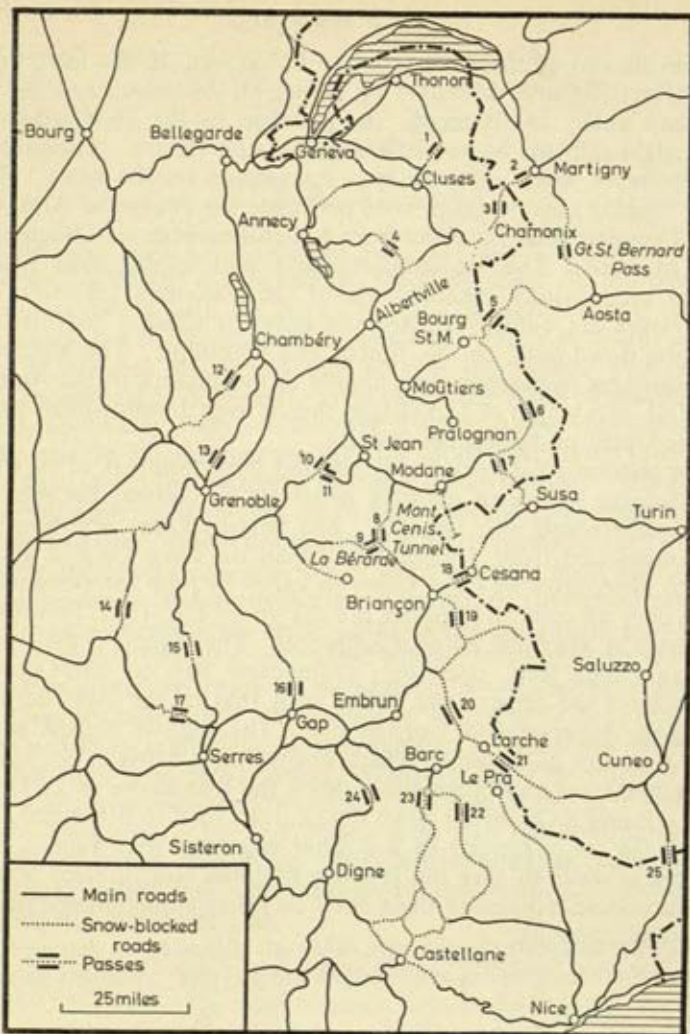 Thonon
Bourg
Bellegarde
Geneva
1
2
Martigny
Cluses
3
Annecy
4
Chamonix
Gt. St. Bernard
Pass
Albertville
5
Aosta
Bourg
St. M.
Chambéry
12
Moûtiers
6
Pralognan
13
10
St Jean
11
Modane
7
Grenoble
Susa
Turin
8
Mont
Cenis
Tunnel
9
La Bérarde
18
Cesana
Briançon
14
19
15
Saluzzo
16
Embrun
20
17
Gap
Larche
Serres
Barc
21
Cuneo
Le Pra
24
23
22
Sisteron
Digne
25
Main roads
Snow-blocked
roads
Passes
25 miles
Castellane
Nice